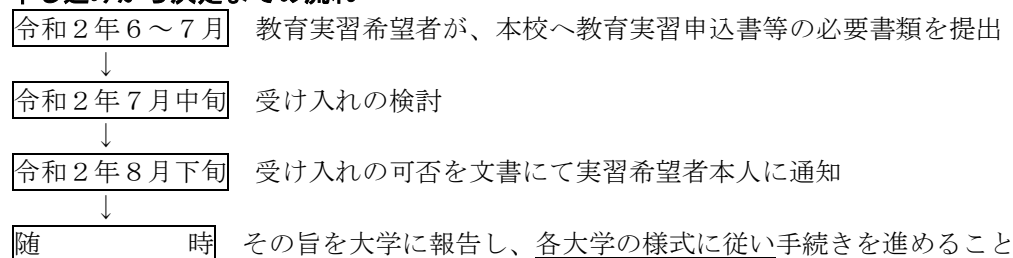 令和２年６～７月 教育実習希望者が、本校へ教育実習申込書等の必要書類を提出
↓
令和２年７月中旬 受け入れの検討
↓
令和２年８月下旬 受け入れの可否を文書にて実習希望者本人に通知
↓
随　　　時 その旨を大学に報告し、各大学の様式に従い手続きを進めること